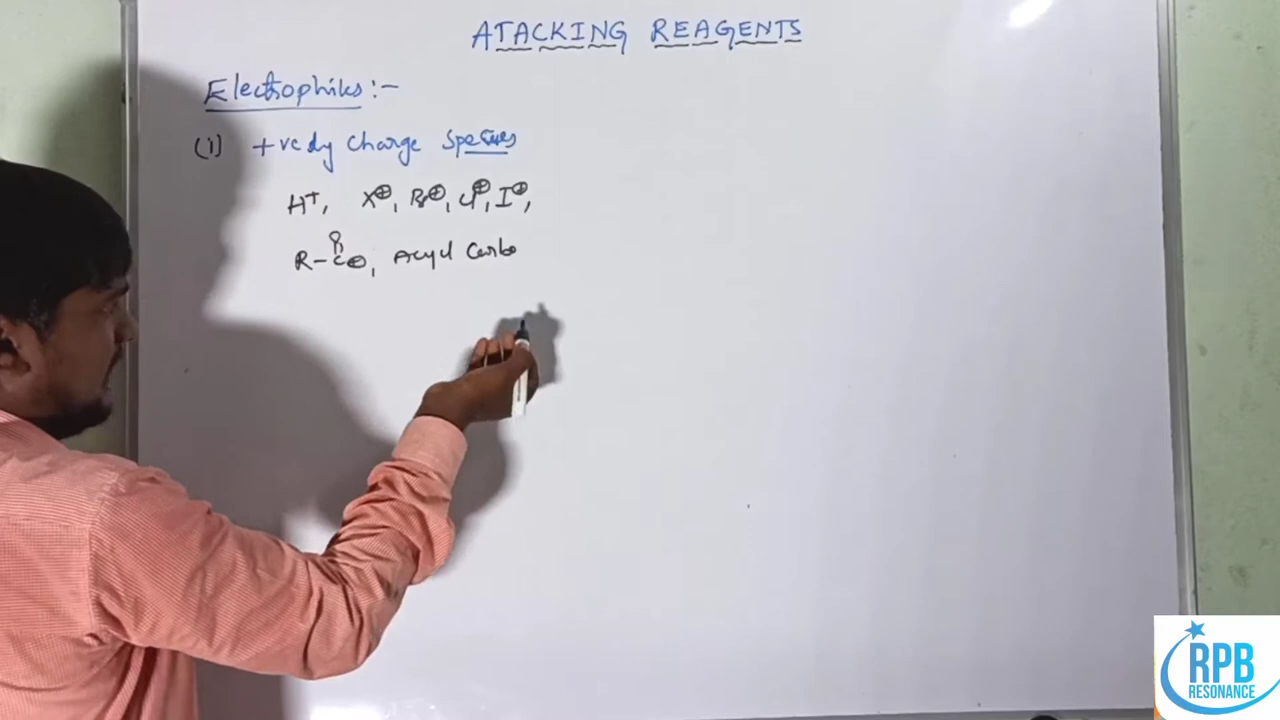 ATACKING REAGENTS
Electrophiles :-
(1) +vely charge Species
H⁺, X⊕, Br⊕, Cl⊕, I⊕,
O
R-C⊕, Acyl Carbo
RPB
RESONANCE